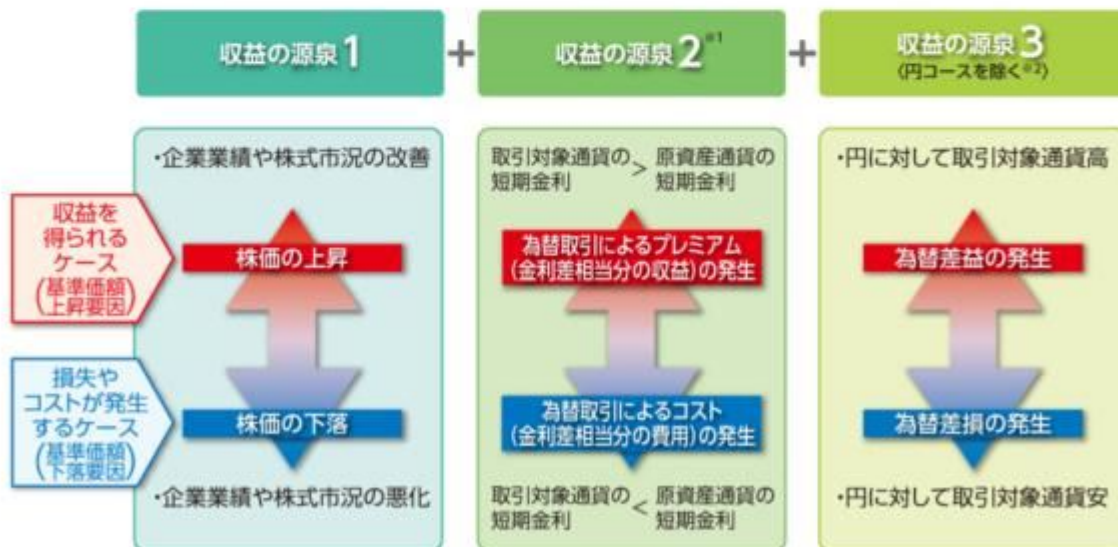 収益の源泉1
+
収益の源泉2※1
+
収益の源泉3
〈円コースを除く※2〉
収益を
得られる
ケース
(基準価額
上昇要因)
損失や
コストが発生
するケース
(基準価額
下落要因)
・企業業績や株式市況の改善
株価の上昇
株価の下落
・企業業績や株式市況の悪化
取引対象通貨の > 原資産通貨の
短期金利 短期金利
為替取引によるプレミアム
(金利差相当分の収益)の発生
為替取引によるコスト
(金利差相当分の費用)の発生
取引対象通貨の < 原資産通貨の
短期金利 短期金利
・円に対して取引対象通貨高
為替差益の発生
為替差損の発生
・円に対して取引対象通貨安